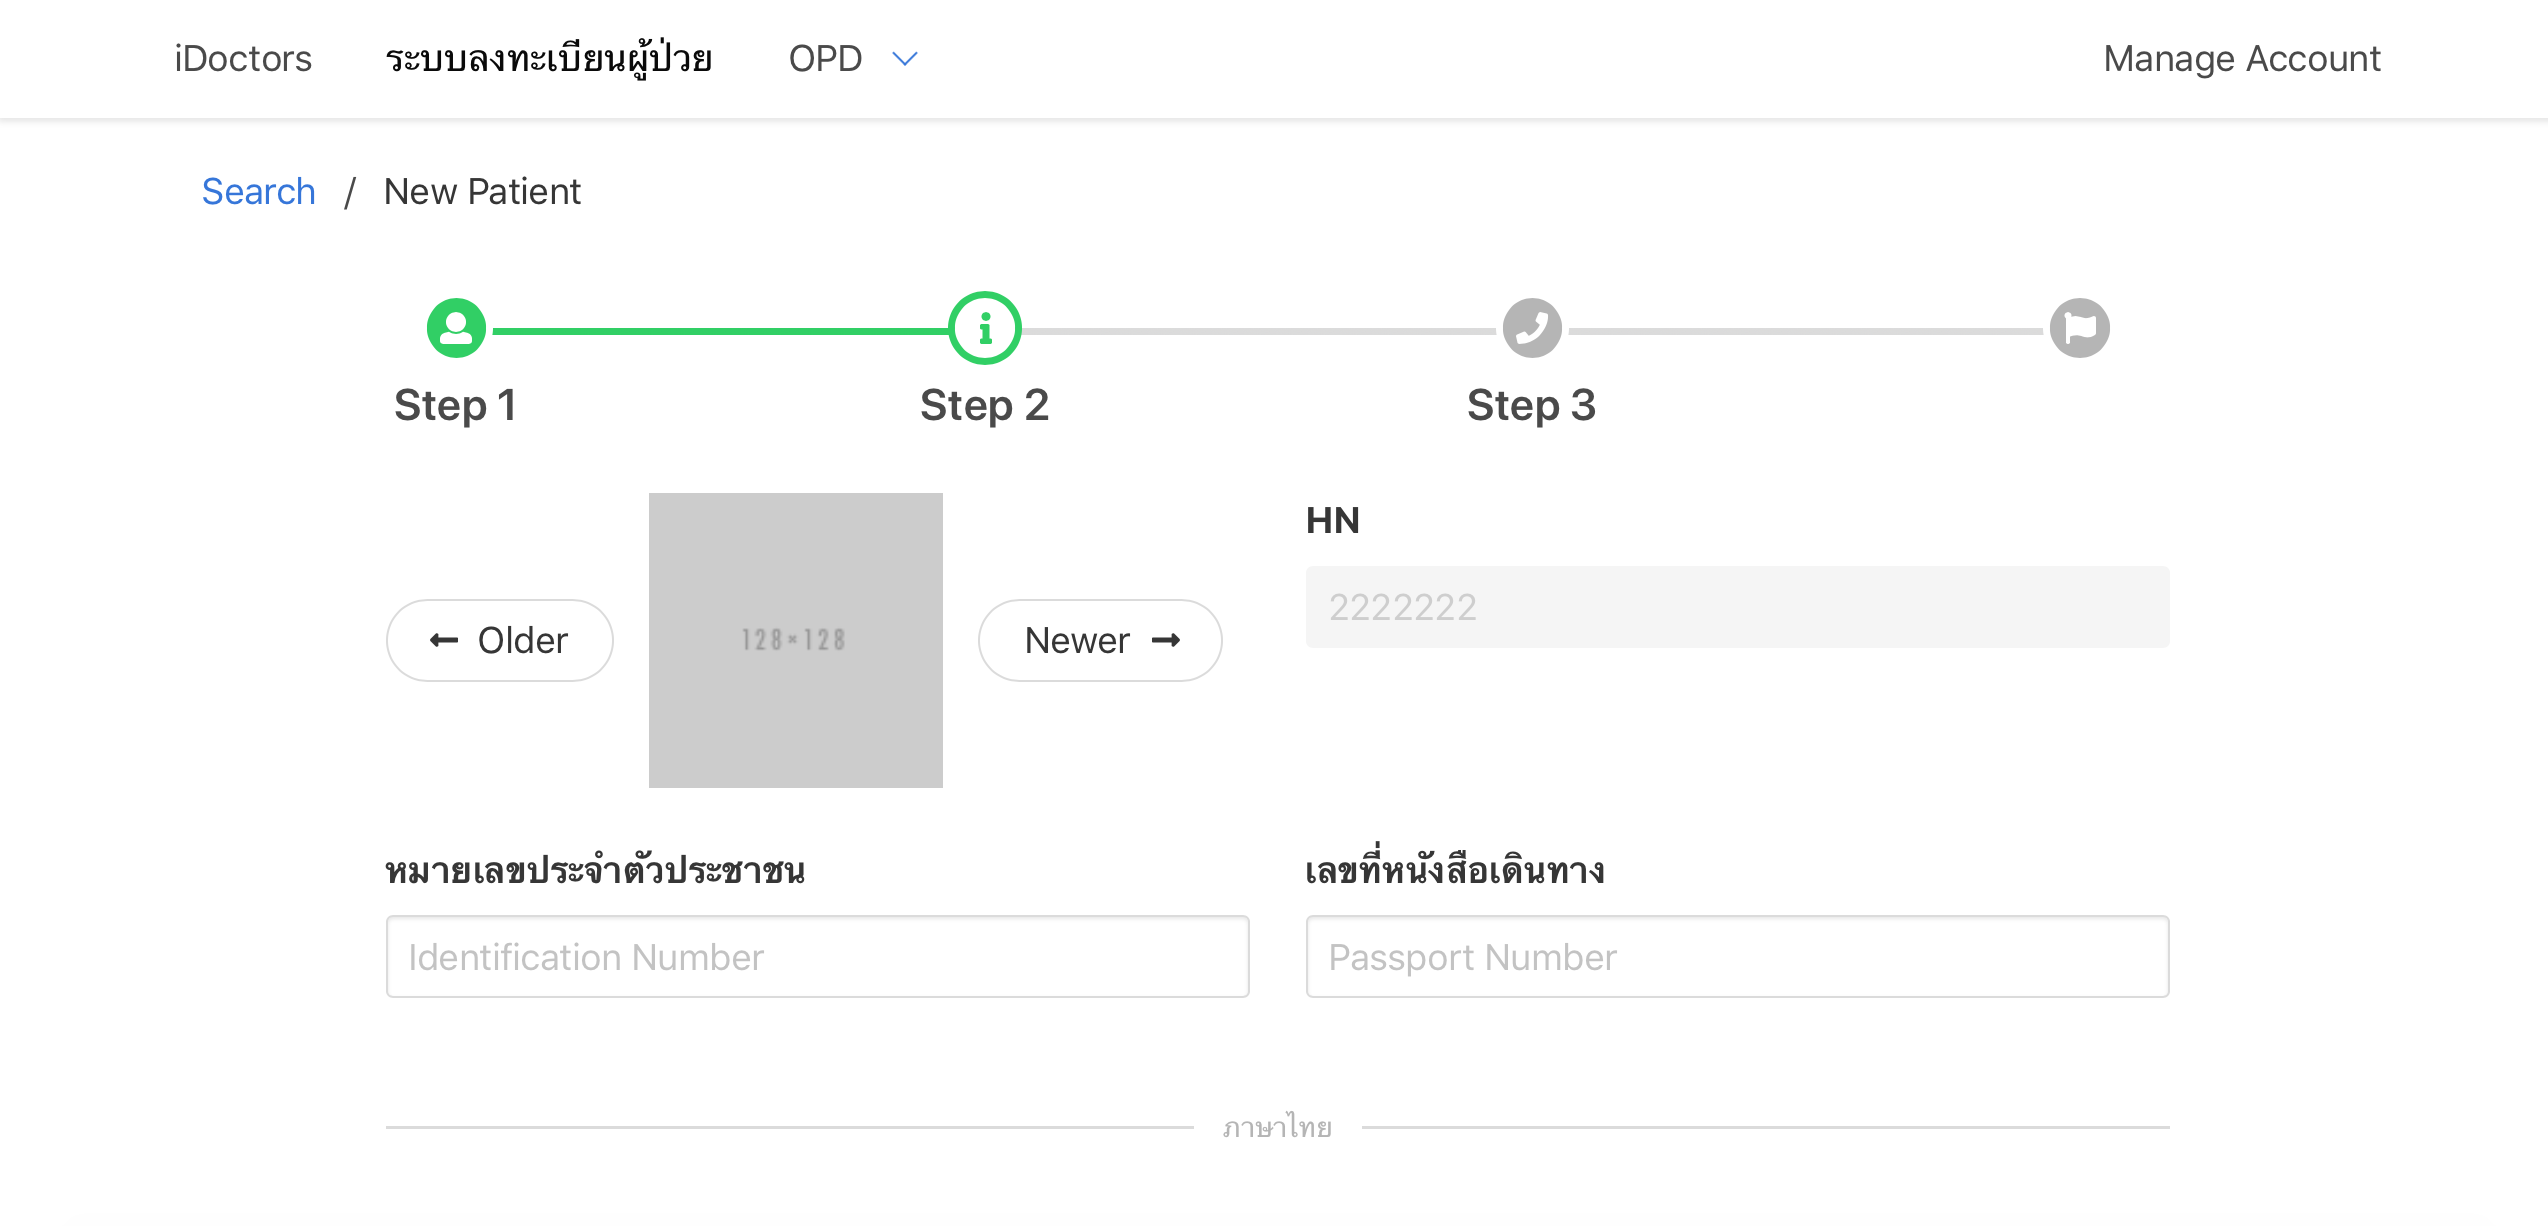 iDoctors ระบบลงทะเบียนผู้ป่วย OPD Manage Account
Search / New Patient
Step 1 Step 2 Step 3
HN
2222222
Older 128×128 Newer
หมายเลขประจำตัวประชาชน เลขที่หนังสือเดินทาง
Identification Number Passport Number
ภาษาไทย